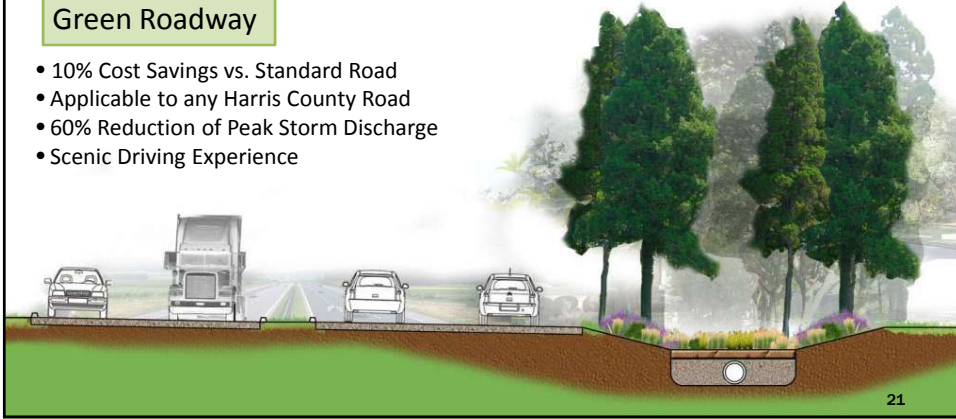 Green Roadway
• 10% Cost Savings vs. Standard Road
• Applicable to any Harris County Road
• 60% Reduction of Peak Storm Discharge
• Scenic Driving Experience
21